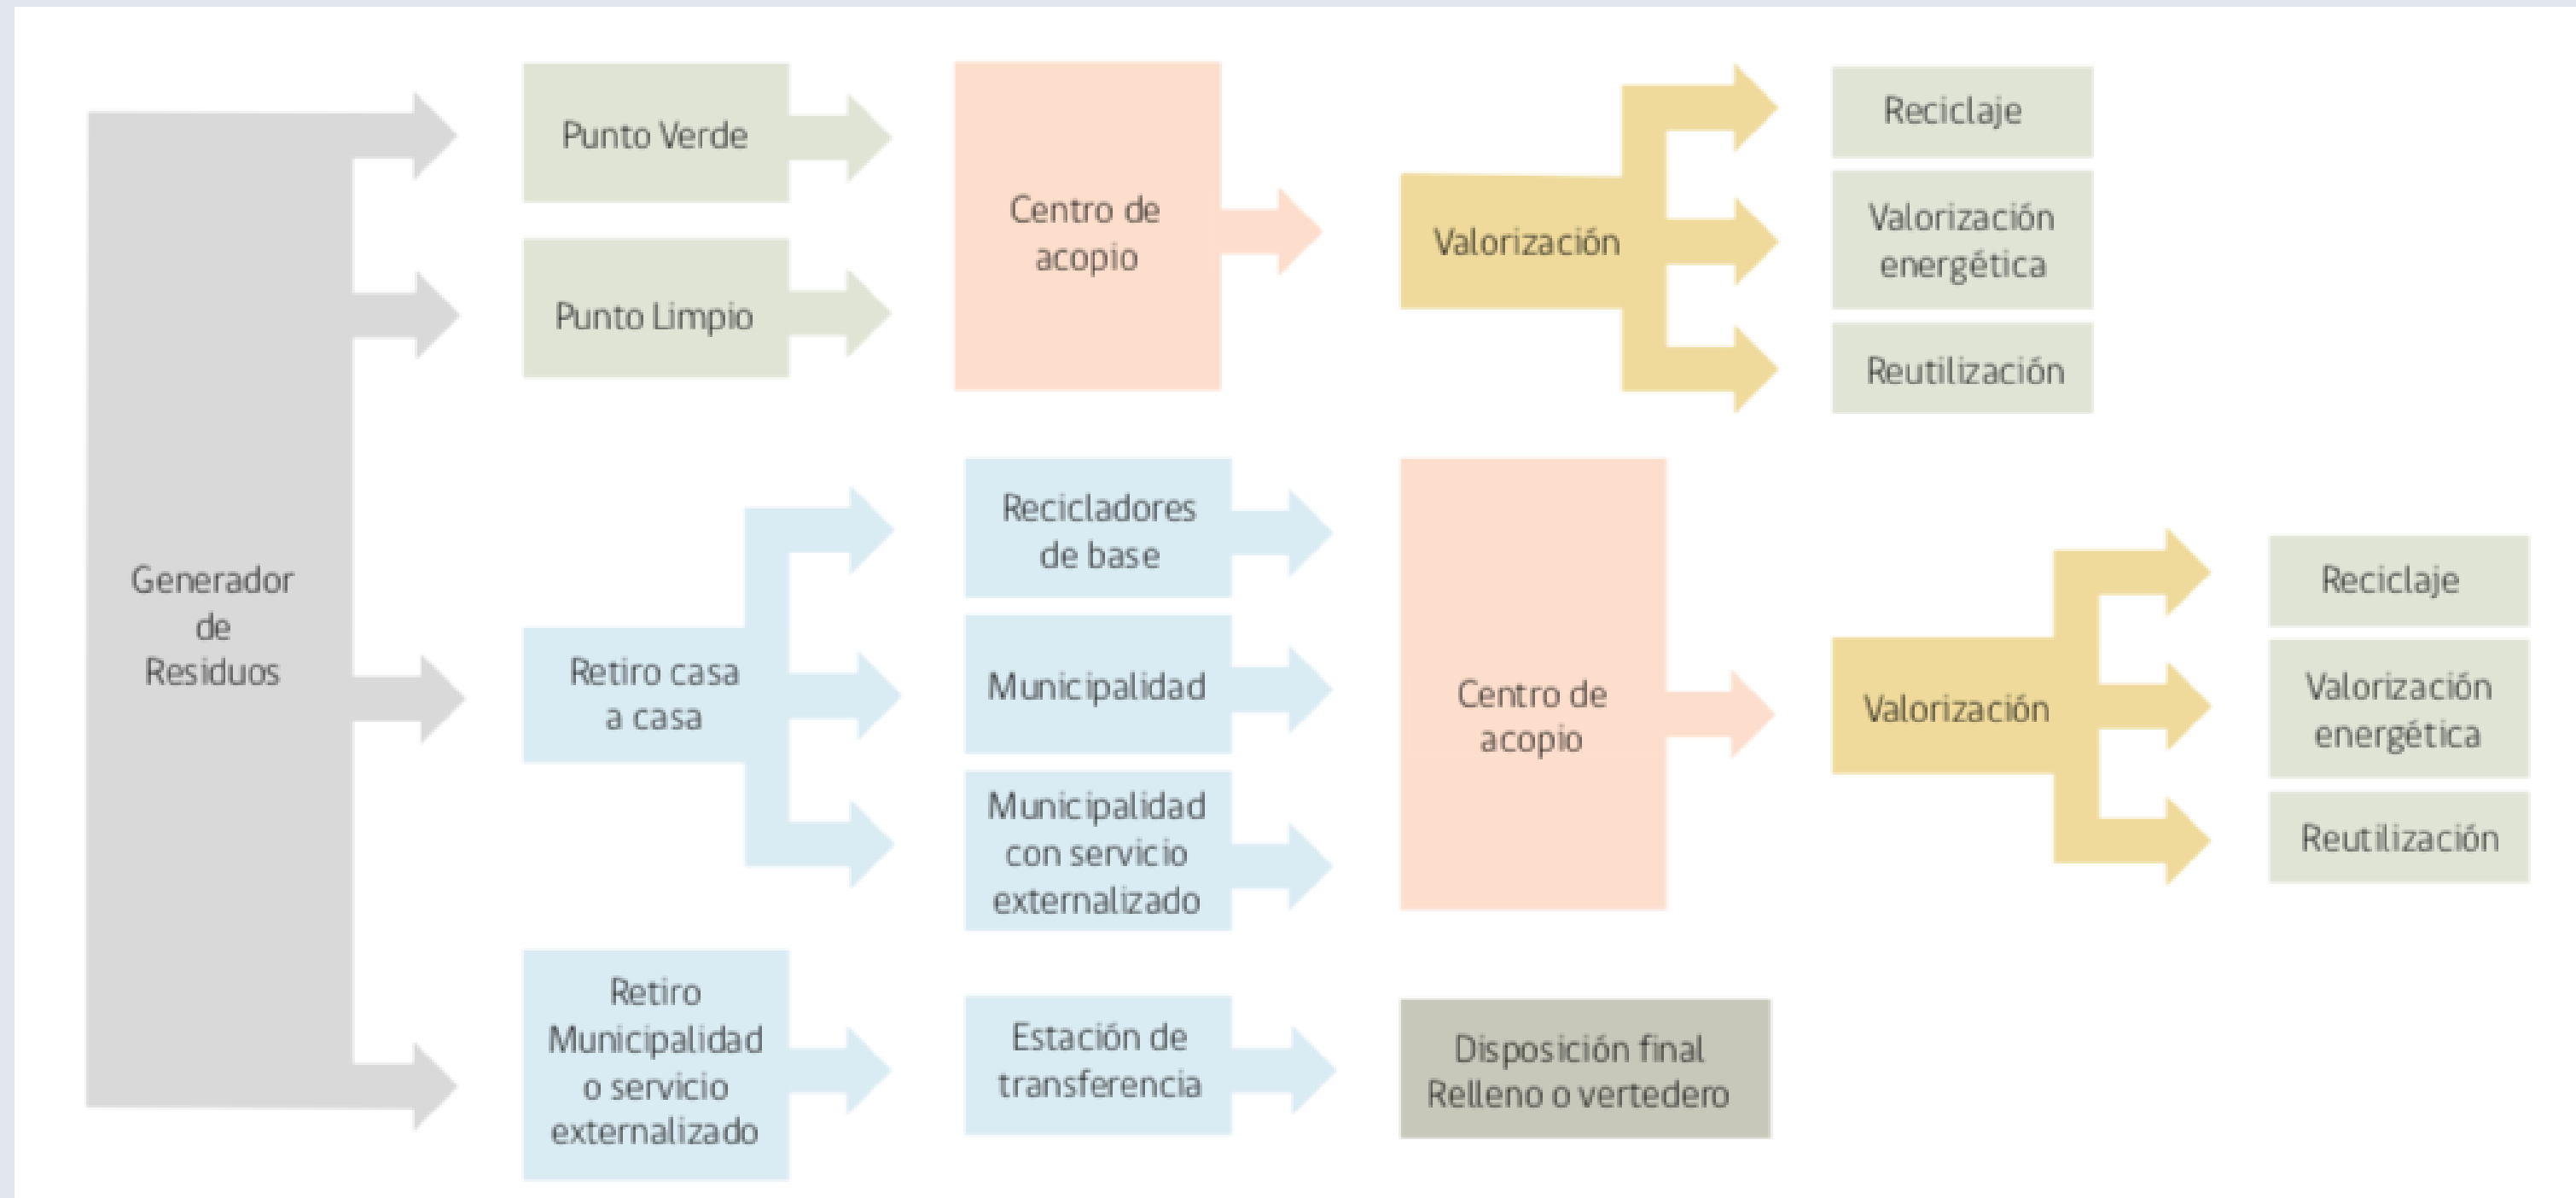 Generador
de
Residuos
Punto Verde
Punto Limpio
Centro de
acopio
Valorización
Reciclaje
Valorización
energética
Reutilización
Retiro casa
a casa
Recicladores
de base
Municipalidad
Municipalidad
con servicio
externalizado
Centro de
acopio
Valorización
Reciclaje
Valorización
energética
Reutilización
Retiro
Municipalidad
o servicio
externalizado
Estación de
transferencia
Disposición final
Relleno o vertedero